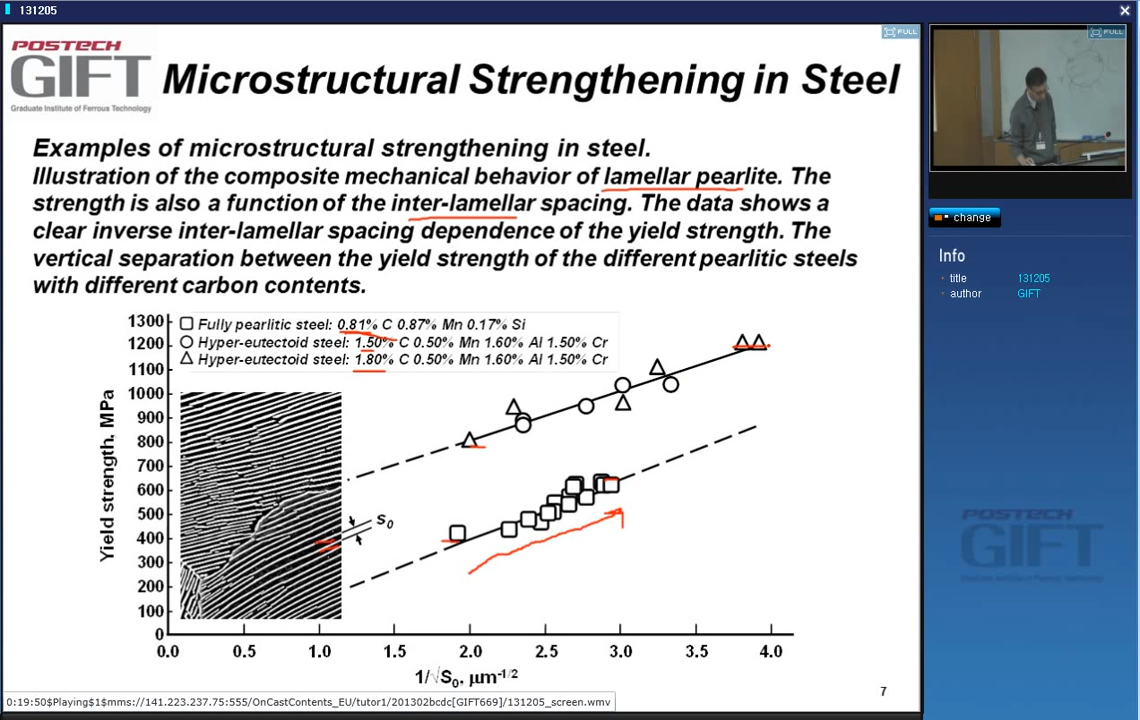 131205
POSTECH
GIFT
Graduate Institute of Ferrous Technology
Microstructural Strengthening in Steel
FULL
FULL
Examples of microstructural strengthening in steel.
Illustration of the composite mechanical behavior of lamellar pearlite. The
strength is also a function of the inter-lamellar spacing. The data shows a
clear inverse inter-lamellar spacing dependence of the yield strength. The
vertical separation between the yield strength of the different pearlitic steels
with different carbon contents.
change
Info
title 131205
author GIFT
Fully pearlitic steel: 0.81% C 0.87% Mn 0.17% Si
Hyper-eutectoid steel: 1.50% C 0.50% Mn 1.60% Al 1.50% Cr
Hyper-eutectoid steel: 1.80% C 0.50% Mn 1.60% Al 1.50% Cr
Yield strength, MPa
1300
1200
1100
1000
900
800
700
600
500
400
300
200
100
0
S₀
0.0 0.5 1.0 1.5 2.0 2.5 3.0 3.5 4.0
1/√S₀, μm⁻¹/²
7
POSTECH
GIFT
Graduate Institute of Ferrous Technology
0:19:50$Playing$1$mms://141.223.237.75:555/OnCastContents_EU/tutor1/201302bcdc[GIFT669]/131205_screen.wmv